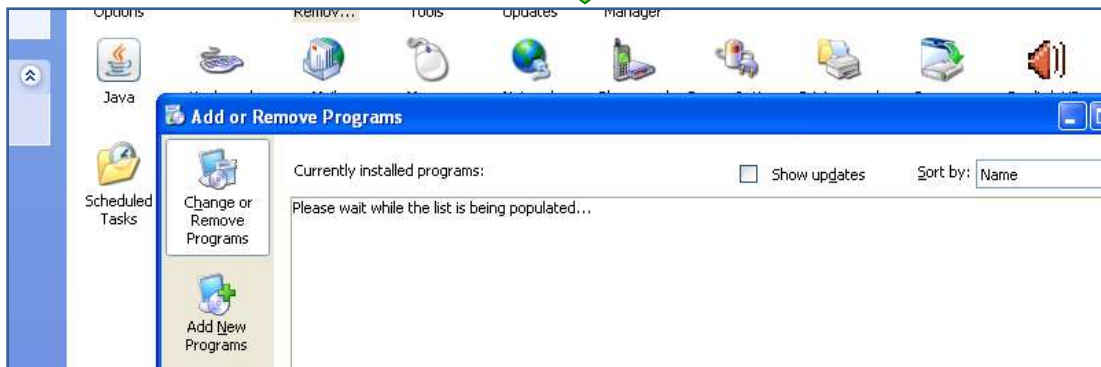 Options
Remov...
Tools
Updates
Manager
Java
Add or Remove Programs
Scheduled
Tasks
Change or
Remove
Programs
Currently installed programs:
Show updates
Sort by:
Name
Please wait while the list is being populated...
Add New
Programs